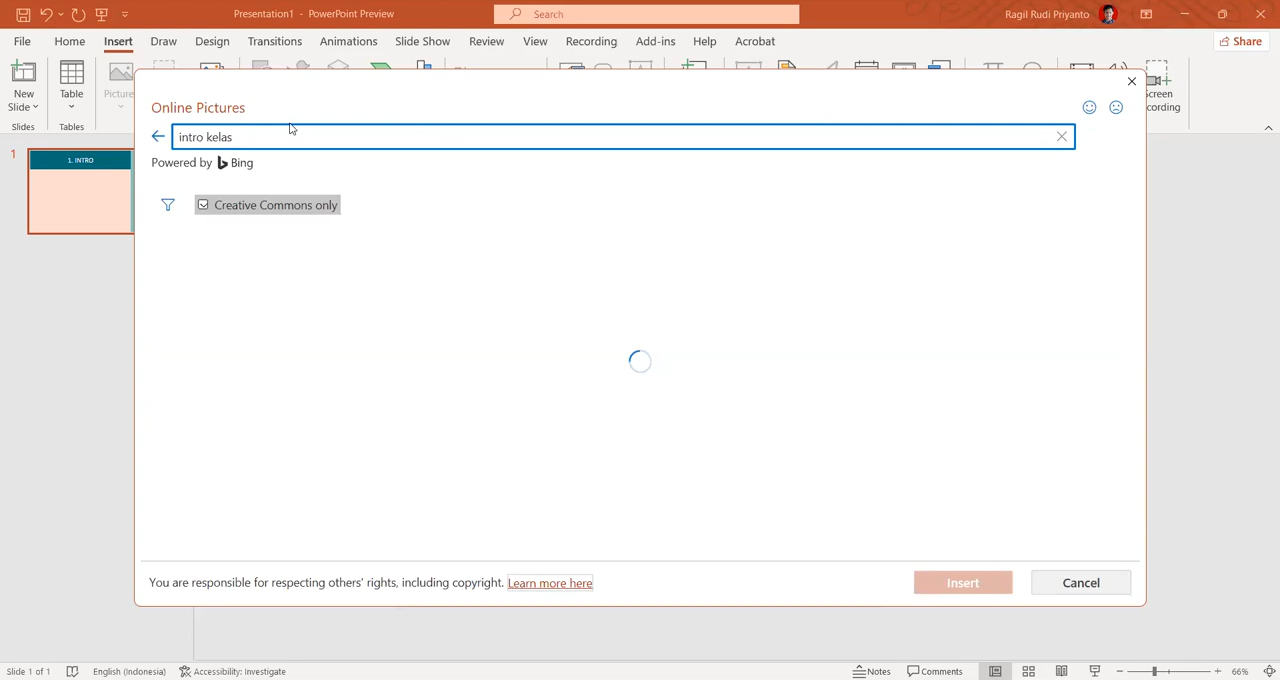 Presentation1 - PowerPoint Preview
Search
Ragil Rudi Priyanto
File Home Insert Draw Design Transitions Animations Slide Show Review View Recording Add-ins Help Acrobat
Share
New
Slide
Slides
Table
Tables
Picture
Screen
cording
Online Pictures
intro kelas
Powered by Bing
Creative Commons only
1
1. INTRO
You are responsible for respecting others' rights, including copyright. Learn more here
Insert
Cancel
Slide 1 of 1
English (Indonesia)
Accessibility: Investigate
Notes
Comments
66%